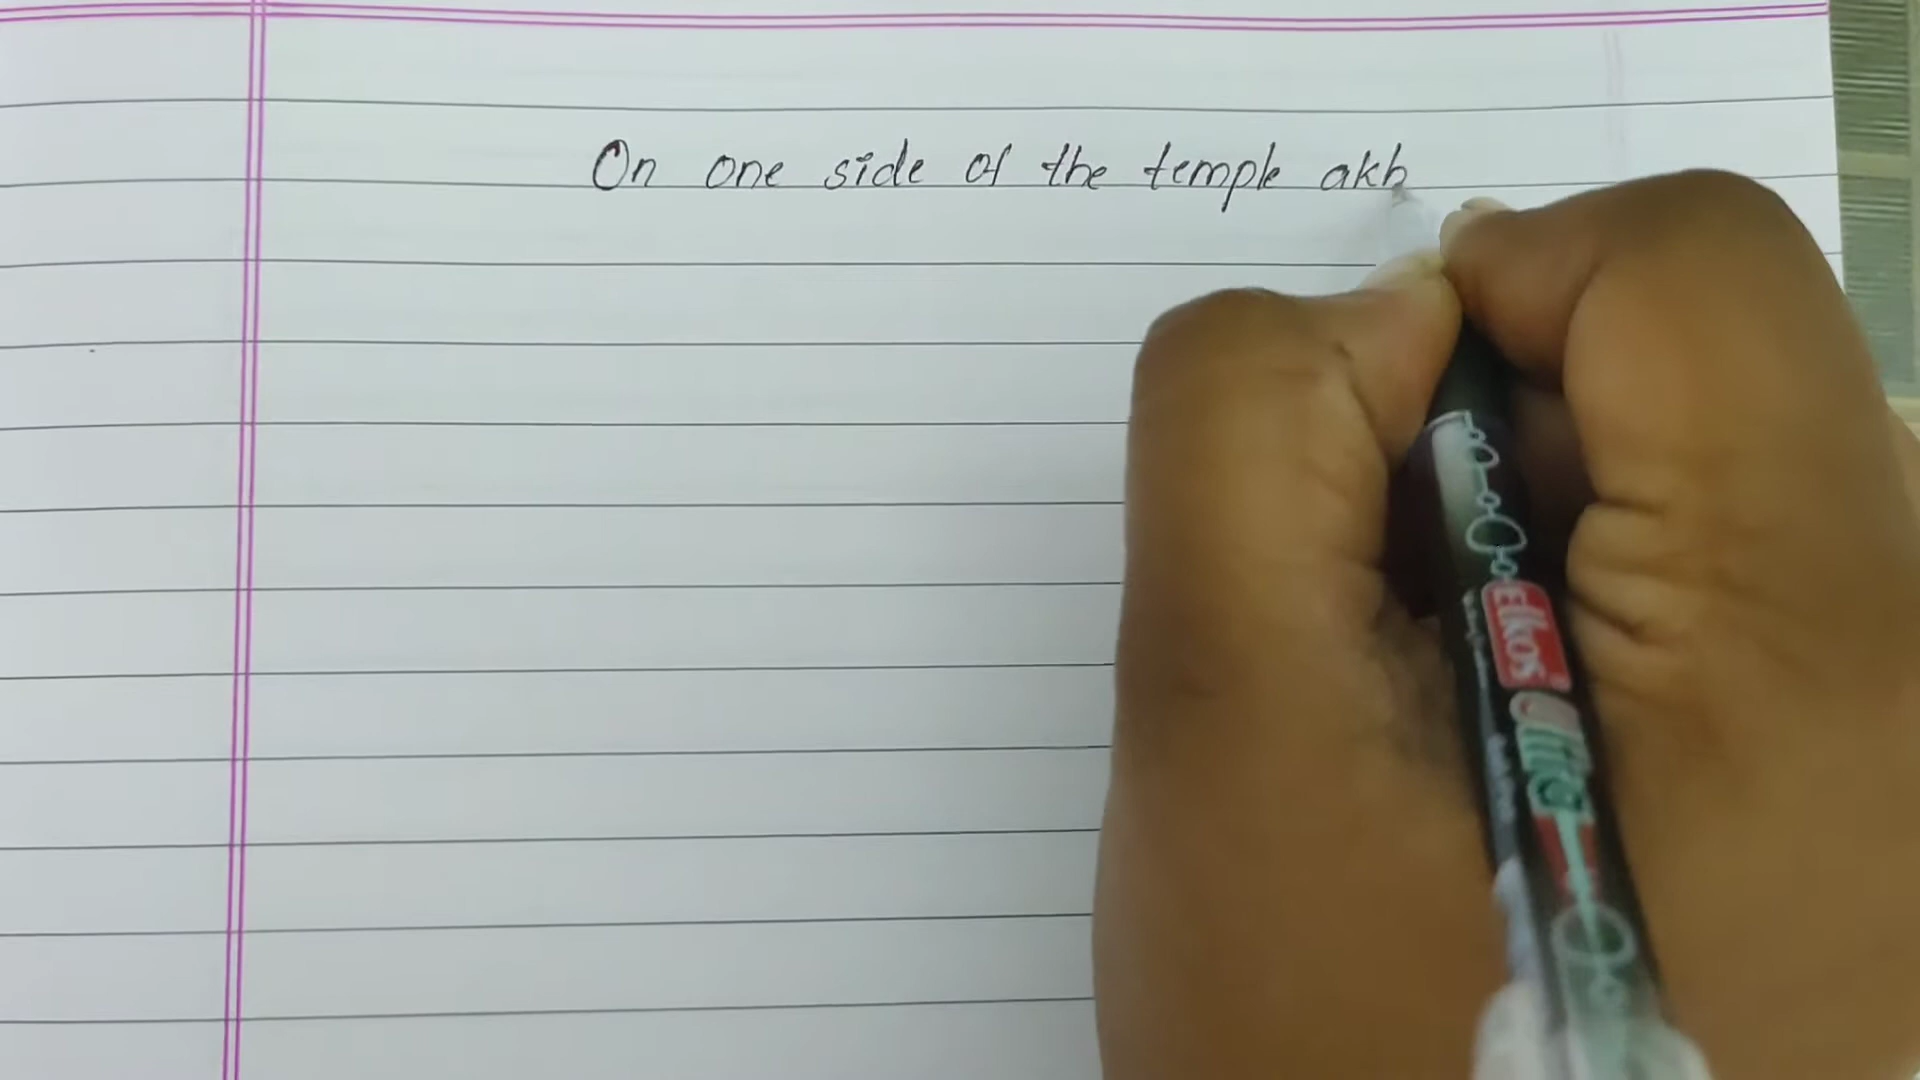 On one side of the temple akh
elkos